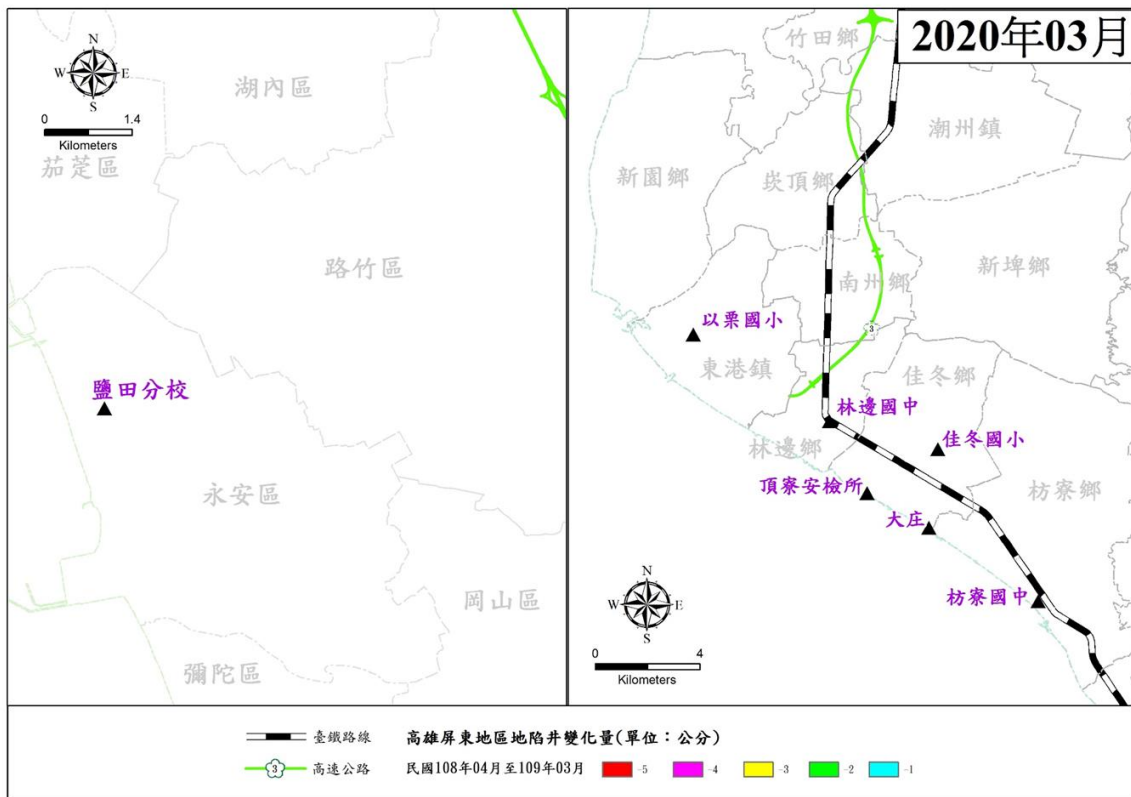 2020年03月
N
W
E
S
0
1.4
Kilometers
湖內區
茄萣區
路竹區
鹽田分校
永安區
岡山區
彌陀區
竹田鄉
潮州鎮
新園鄉
崁頂鄉
南州鄉
新埤鄉
3
以栗國小
東港鎮
佳冬鄉
林邊國中
林邊鄉
佳冬國小
頂寮安檢所
枋寮鄉
大庄
枋寮國中
N
W
E
S
0
4
Kilometers
臺鐵路線
高雄屏東地區地陷井變化量(單位：公分)
3 高速公路
民國108年04月至109年03月
-5
-4
-3
-2
-1